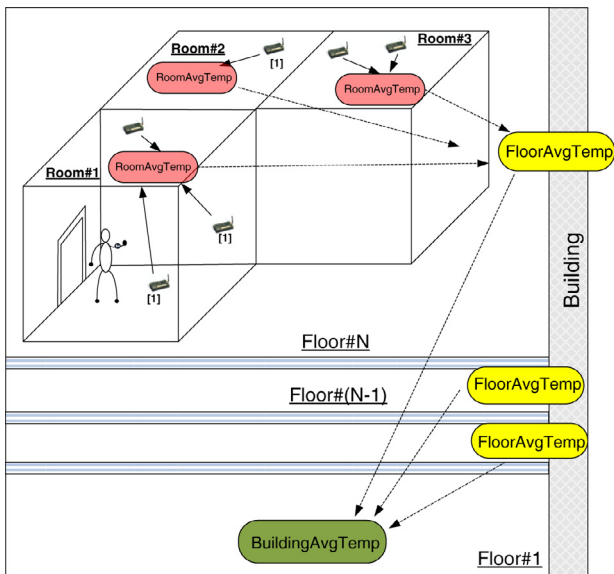 Room#2
[1]
Room#3
RoomAvgTemp
RoomAvgTemp
FloorAvgTemp
Room#1
RoomAvgTemp
[1]
[1]
Building
Floor#N
FloorAvgTemp
Floor#(N-1)
FloorAvgTemp
BuildingAvgTemp
Floor#1